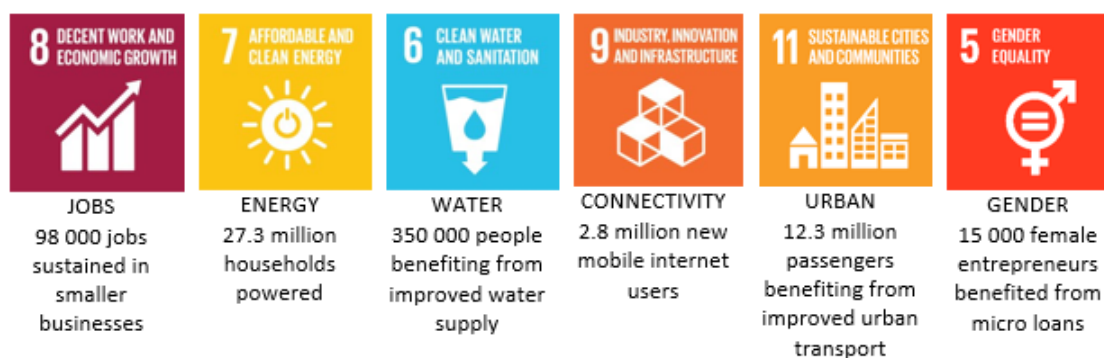 8 DECENT WORK AND
ECONOMIC GROWTH
JOBS
98 000 jobs
sustained in
smaller
businesses
7 AFFORDABLE AND
CLEAN ENERGY
ENERGY
27.3 million
households
powered
6 CLEAN WATER
AND SANITATION
WATER
350 000 people
benefiting from
improved water
supply
9 INDUSTRY, INNOVATION
AND INFRASTRUCTURE
CONNECTIVITY
2.8 million new
mobile internet
users
11 SUSTAINABLE CITIES
AND COMMUNITIES
URBAN
12.3 million
passengers
benefiting from
improved urban
transport
5 GENDER
EQUALITY
GENDER
15 000 female
entrepreneurs
benefited from
micro loans